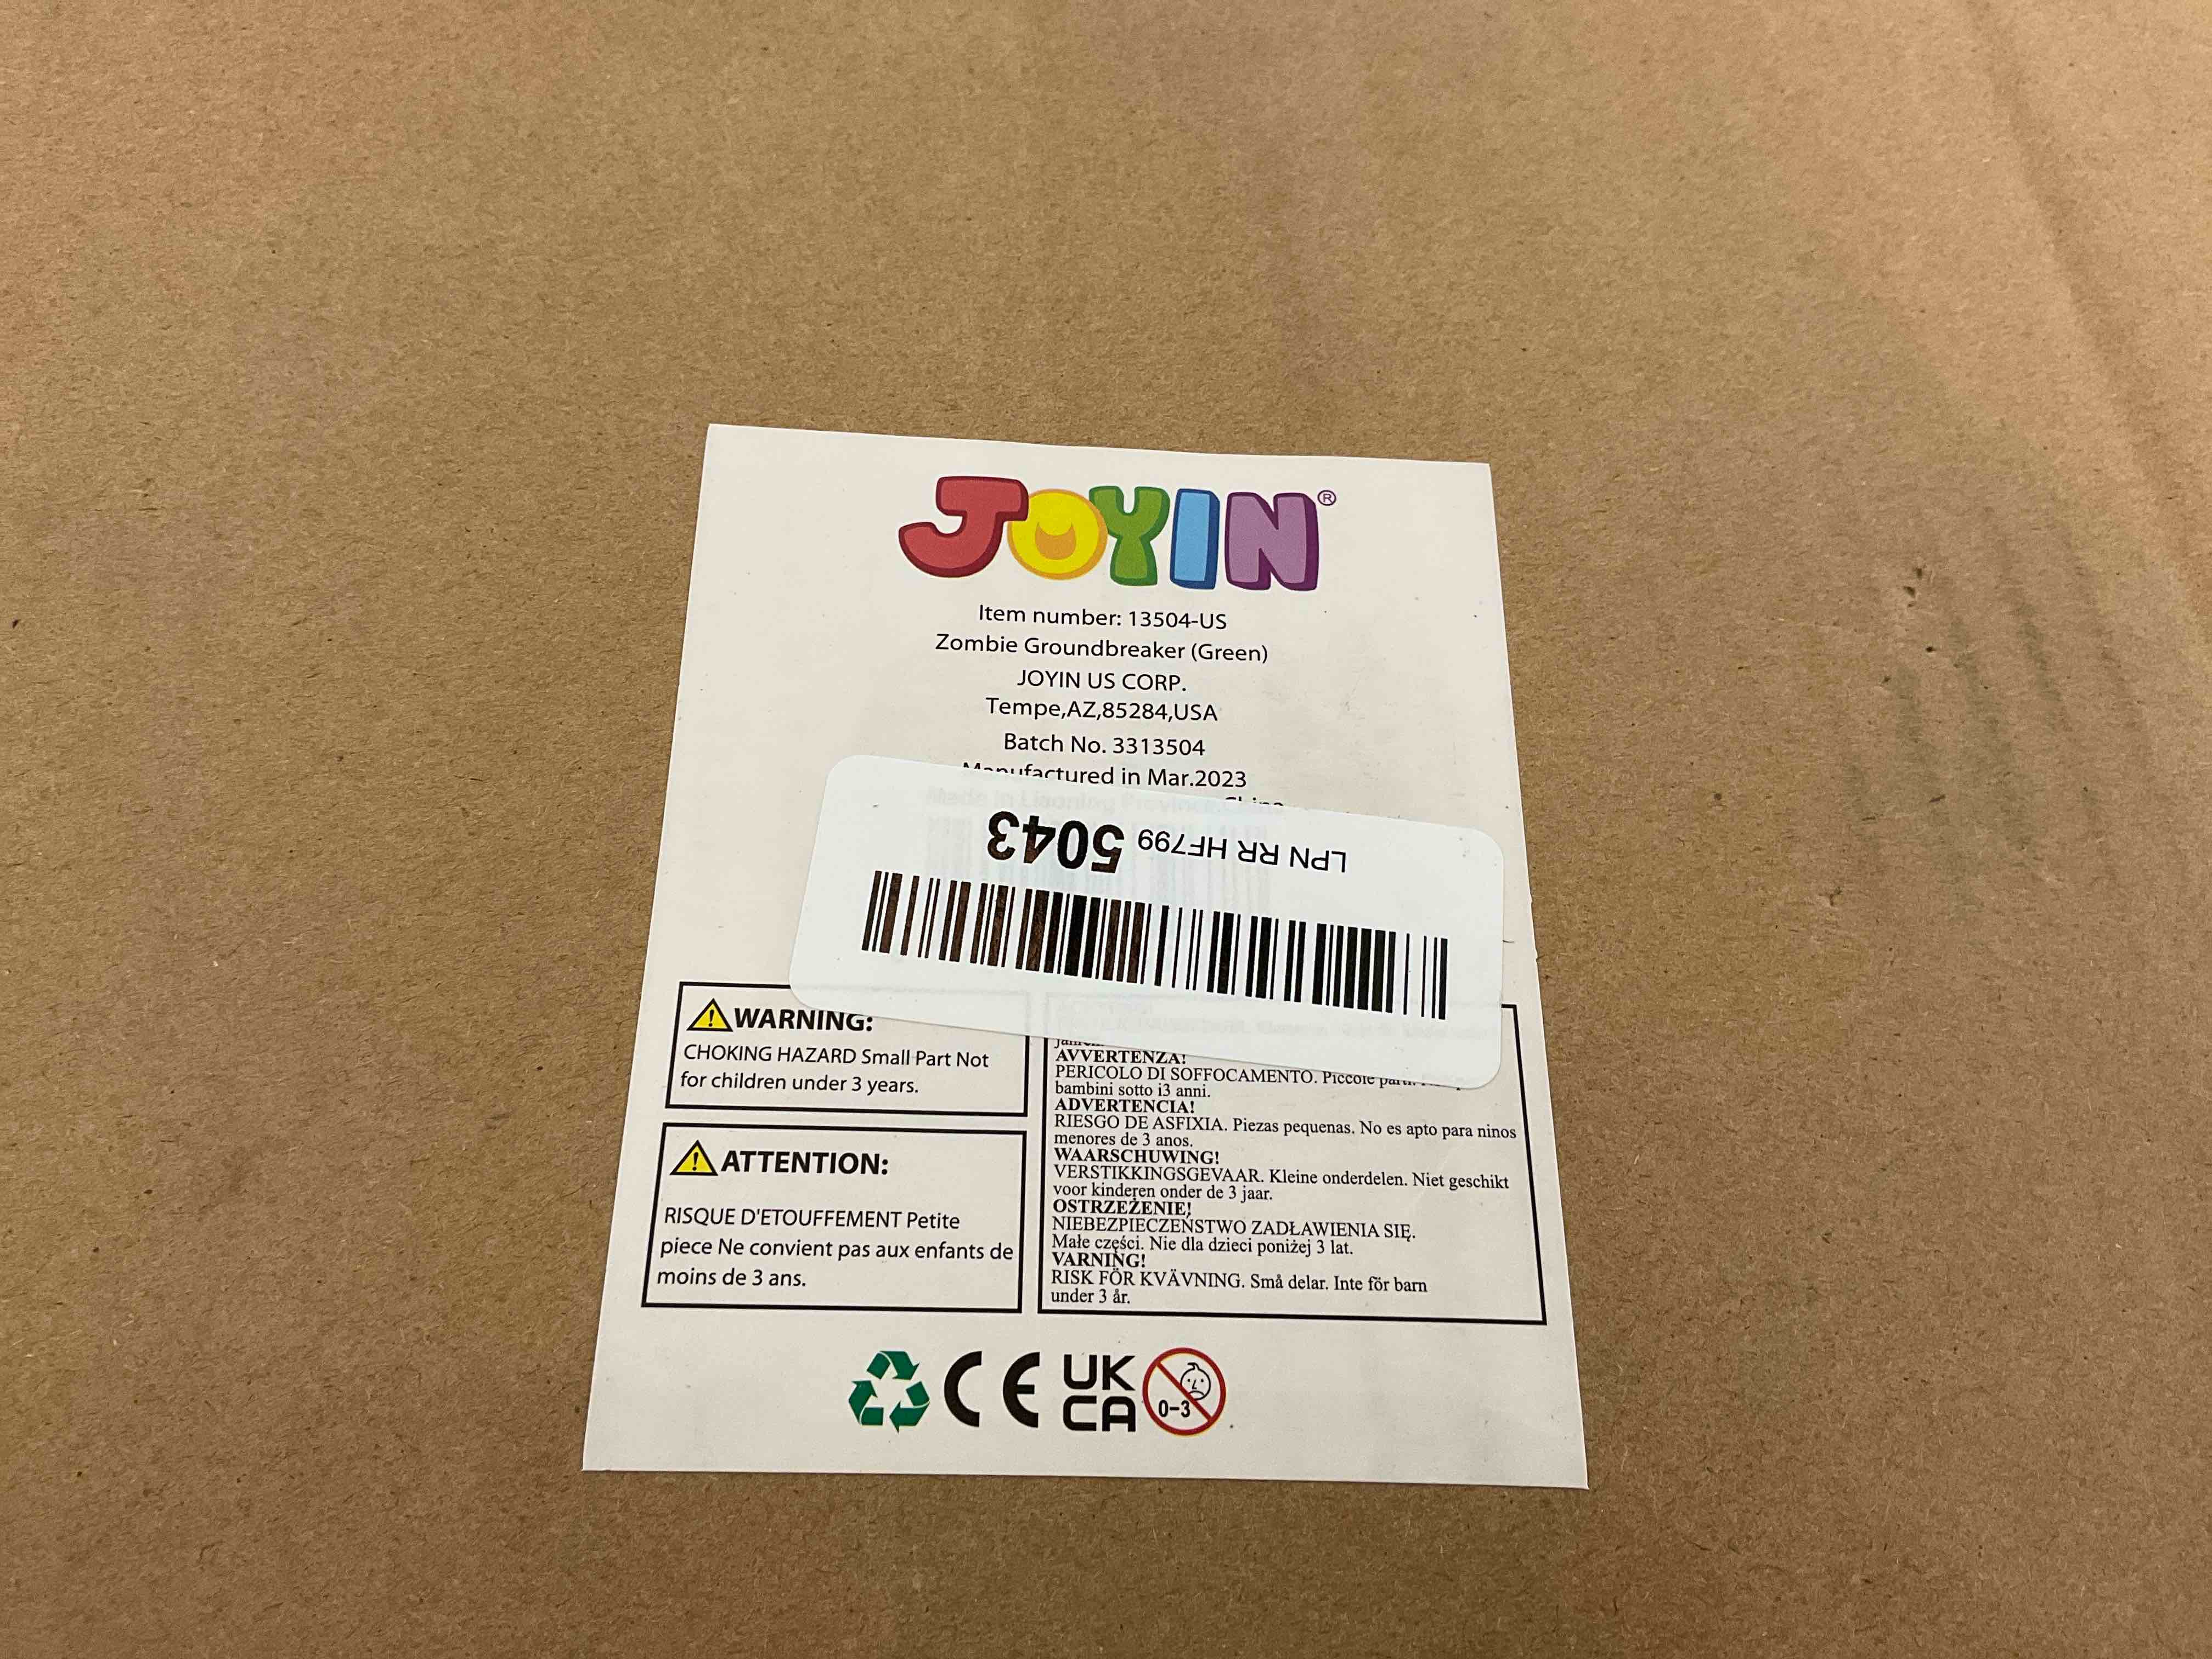 JOYIN®
Item number: 13504-US
Zombie Groundbreaker (Green)
JOYIN US CORP.
Tempe,AZ,85284,USA
Batch No. 3313504
Manufactured in Mar.2023
Made in Liaoning Province, China
LPN RR HF799 5043
WARNING:
CHOKING HAZARD Small Part Not
for children under 3 years.
ATTENTION:
RISQUE D'ETOUFFEMENT Petite
piece Ne convient pas aux enfants de
moins de 3 ans.
AVVERTENZA!
PERICOLO DI SOFFOCAMENTO. Piccole
bambini sotto i3 anni.
ADVERTENCIA!
RIESGO DE ASFIXIA. Piezas pequenas. No es apto para ninos
menores de 3 anos.
WAARSCHUWING!
VERSTIKKINGSGEVAAR. Kleine onderdelen. Niet geschikt
voor kinderen onder de 3 jaar.
OSTRZEŻENIE!
NIEBEZPIECZEŃSTWO ZADŁAWIENIA SIĘ.
Małe części. Nie dla dzieci poniżej 3 lat.
VARNING!
RISK FÖR KVÄVNING. Små delar. Inte för barn
under 3 år.
CE UK
CA
0-3